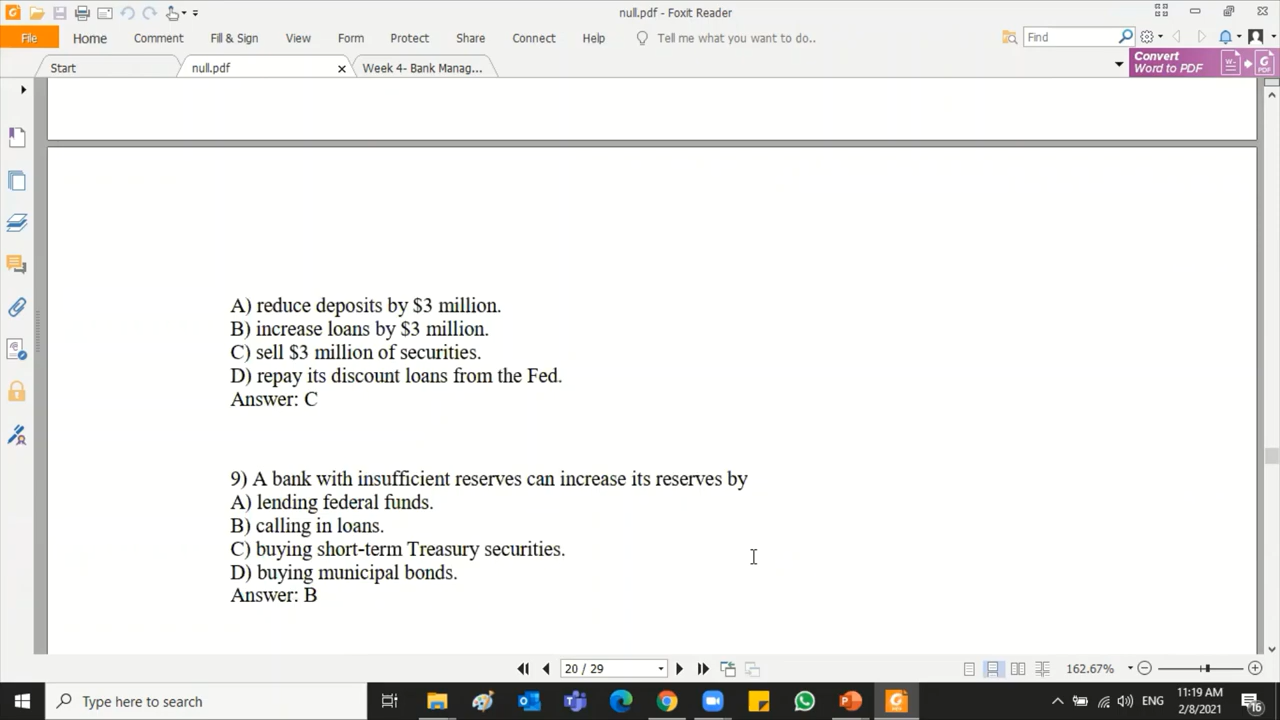 null.pdf - Foxit Reader
File Home Comment Fill & Sign View Form Protect Share Connect Help Tell me what you want to do.. Find
Start null.pdf Week 4- Bank Manag...
Convert
Word to PDF
A) reduce deposits by $3 million.
B) increase loans by $3 million.
C) sell $3 million of securities.
D) repay its discount loans from the Fed.
Answer: C
9) A bank with insufficient reserves can increase its reserves by
A) lending federal funds.
B) calling in loans.
C) buying short-term Treasury securities.
D) buying municipal bonds.
Answer: B
20 / 29 162.67%
Type here to search
ENG
11:19 AM
2/8/2021
16